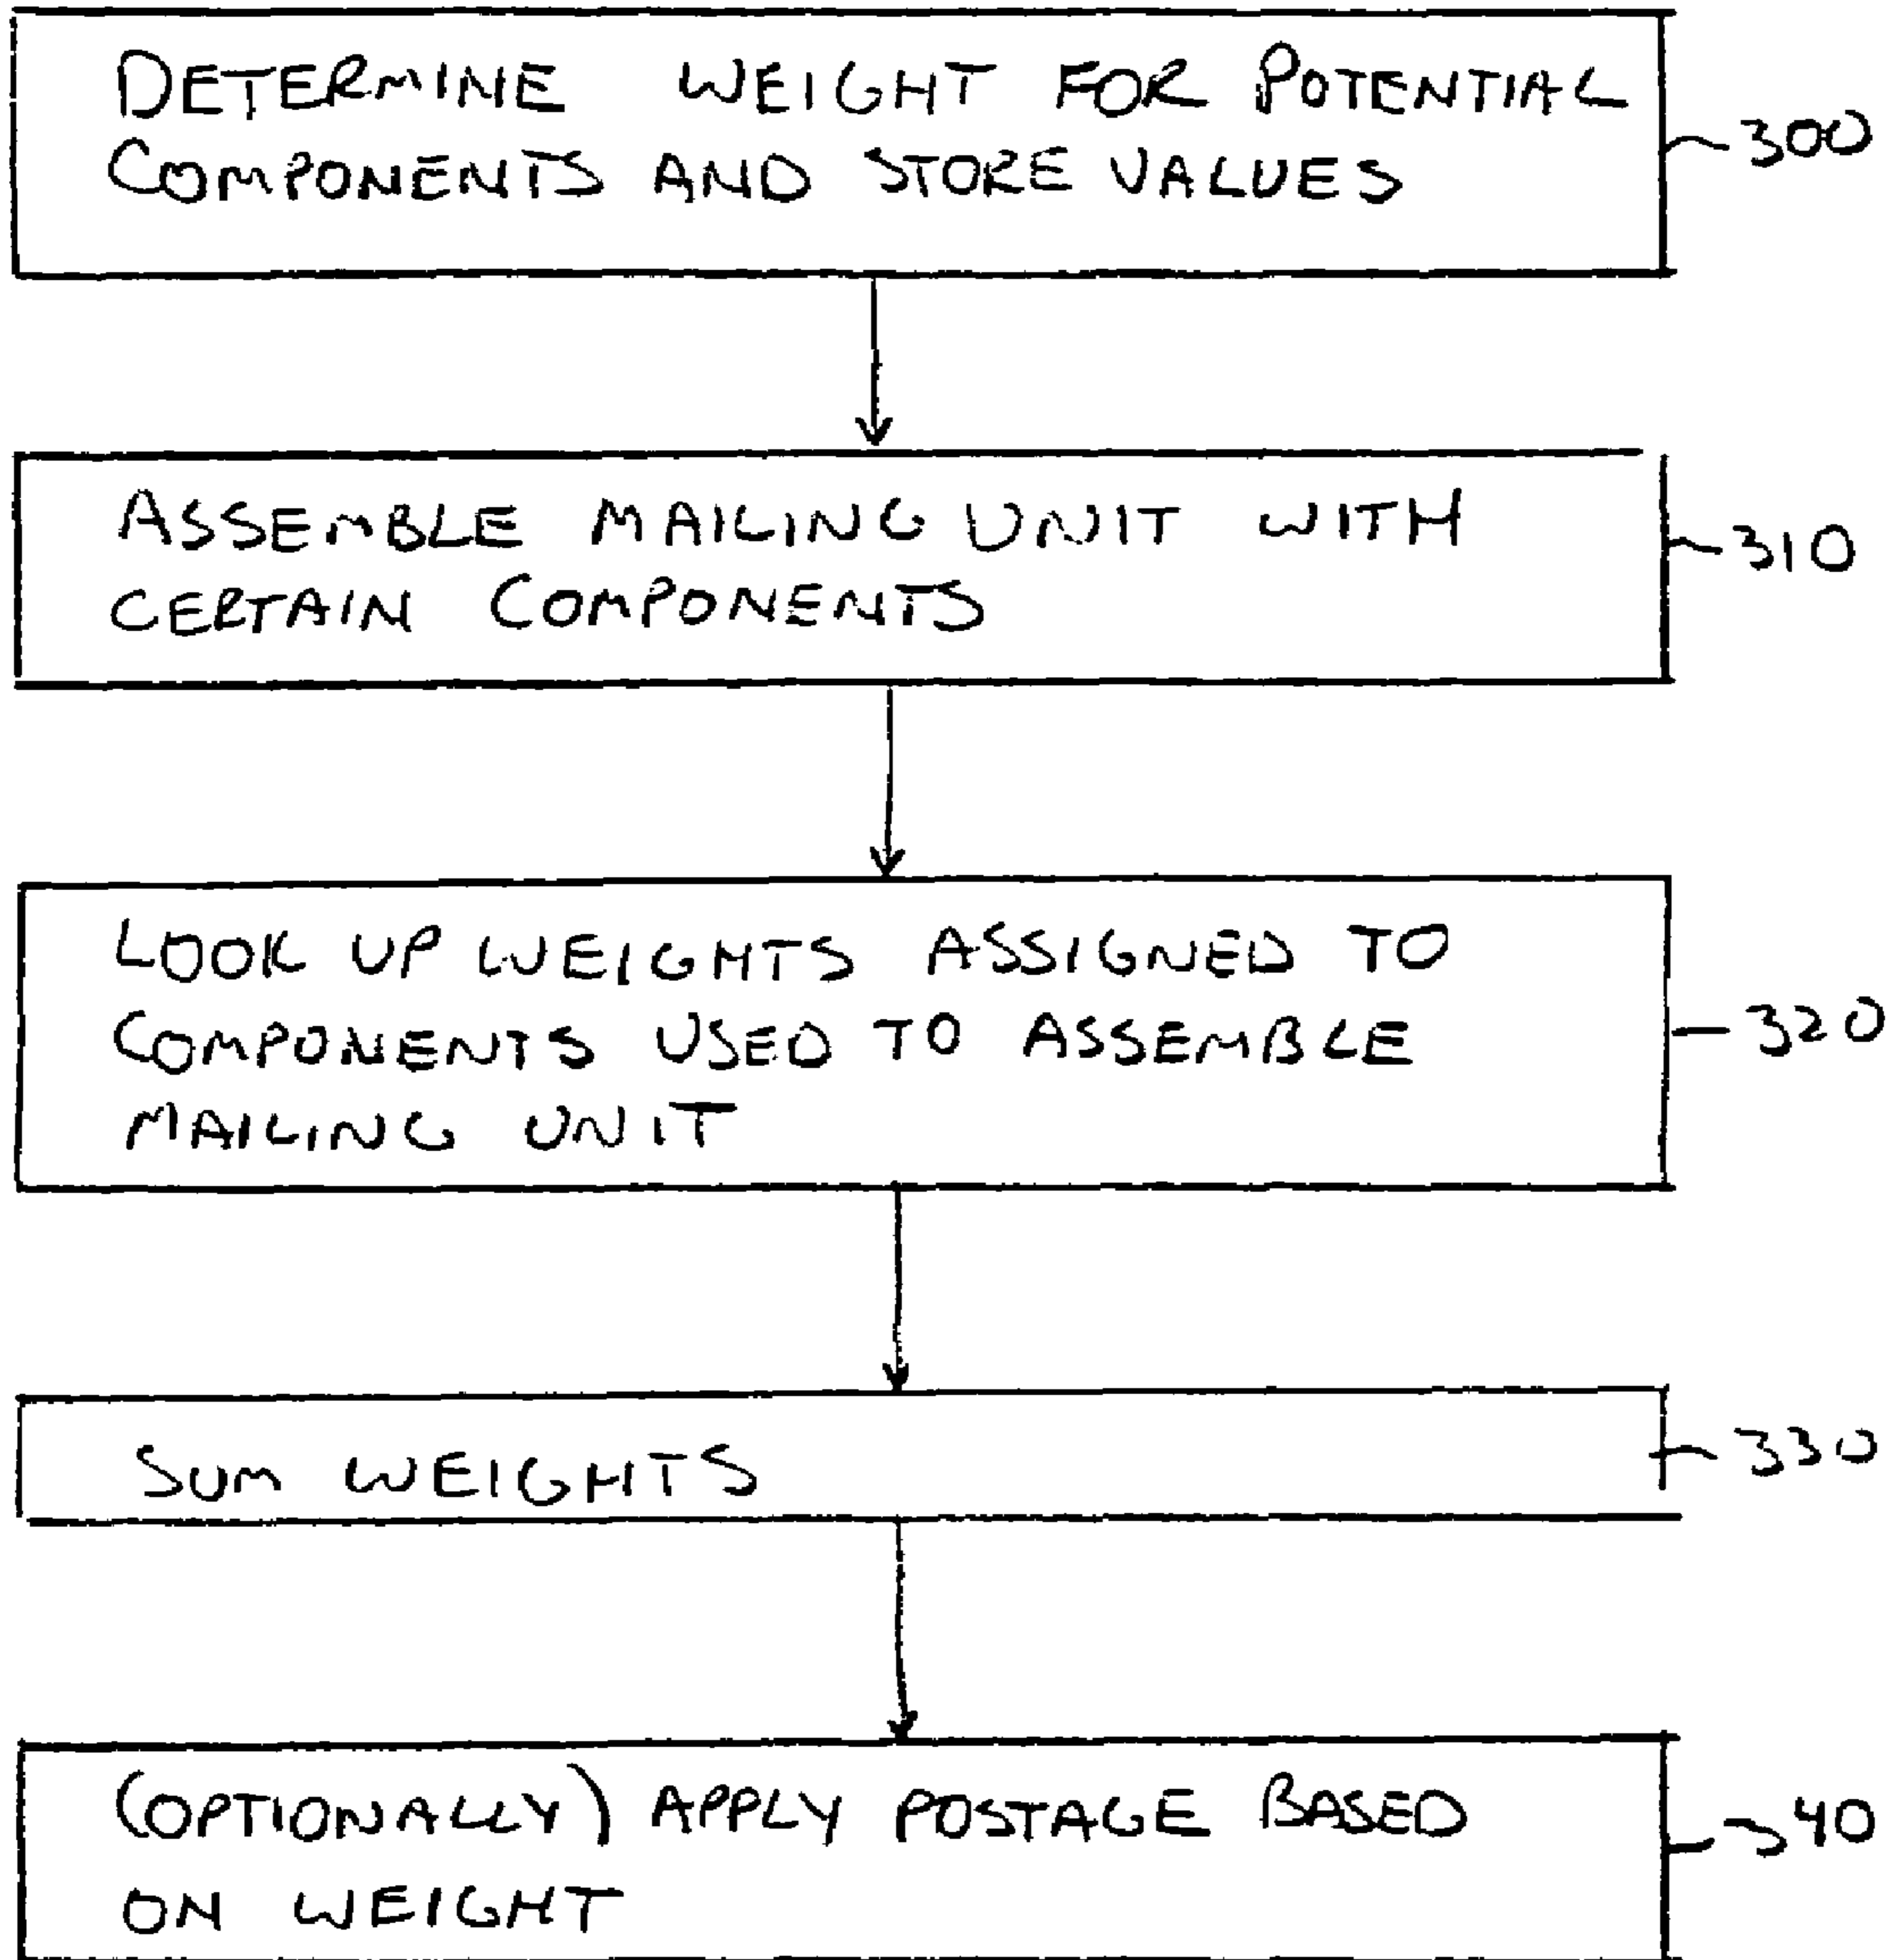 DETERMINE WEIGHT FOR POTENTIAL
COMPONENTS AND STORE VALUES
300
ASSEMBLE MAILING UNIT WITH
CERTAIN COMPONENTS
310
LOOK UP WEIGHTS ASSIGNED TO
COMPONENTS USED TO ASSEMBLE
MAILING UNIT
320
SUM WEIGHTS
330
(OPTIONALLY) APPLY POSTAGE BASED
ON WEIGHT
340